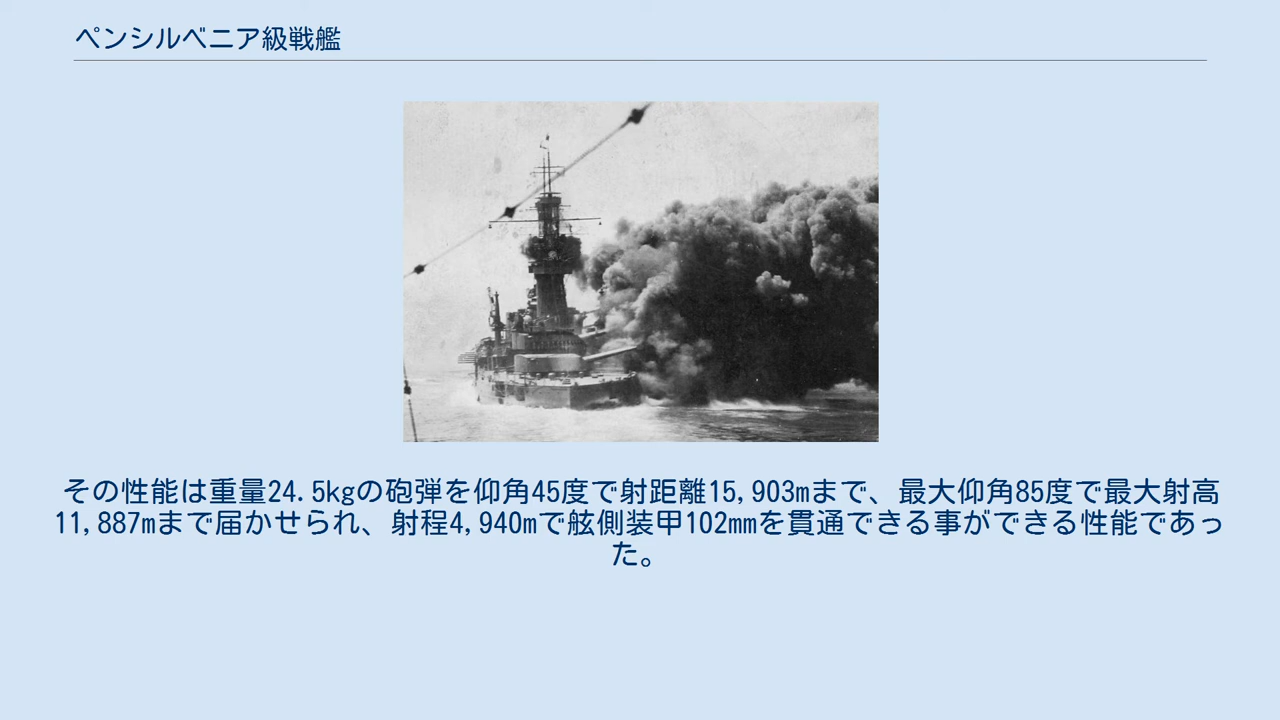 ペンシルベニア級戦艦
その性能は重量24.5kgの砲弾を仰角45度で射距離15,903mまで、最大仰角85度で最大射高
11,887mまで届かせられ、射程4,940mで舷側装甲102mmを貫通できる事ができる性能であっ
た。